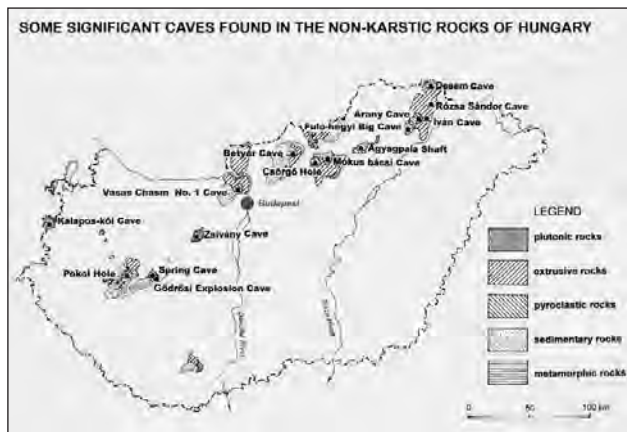 SOME SIGNIFICANT CAVES FOUND IN THE NON-KARSTIC ROCKS OF HUNGARY
Desem Cave
Rózsa Sándor Cave
Arany Cave
Iván Cave
Big Cave
Agyagpala Shaft
Betyár Cave
Csörgő Hole
Mókus bácsi Cave
Vasas Chasm No. 1 Cave
Budapest
Kalapos-kői Cave
Zsivány Cave
Pokol Hole
Spring Cave
Gödrösi Explosion Cave
LEGEND
plutonic rocks
extrusive rocks
pyroclastic rocks
sedimentary rocks
metamorphic rocks
0 50 100 km